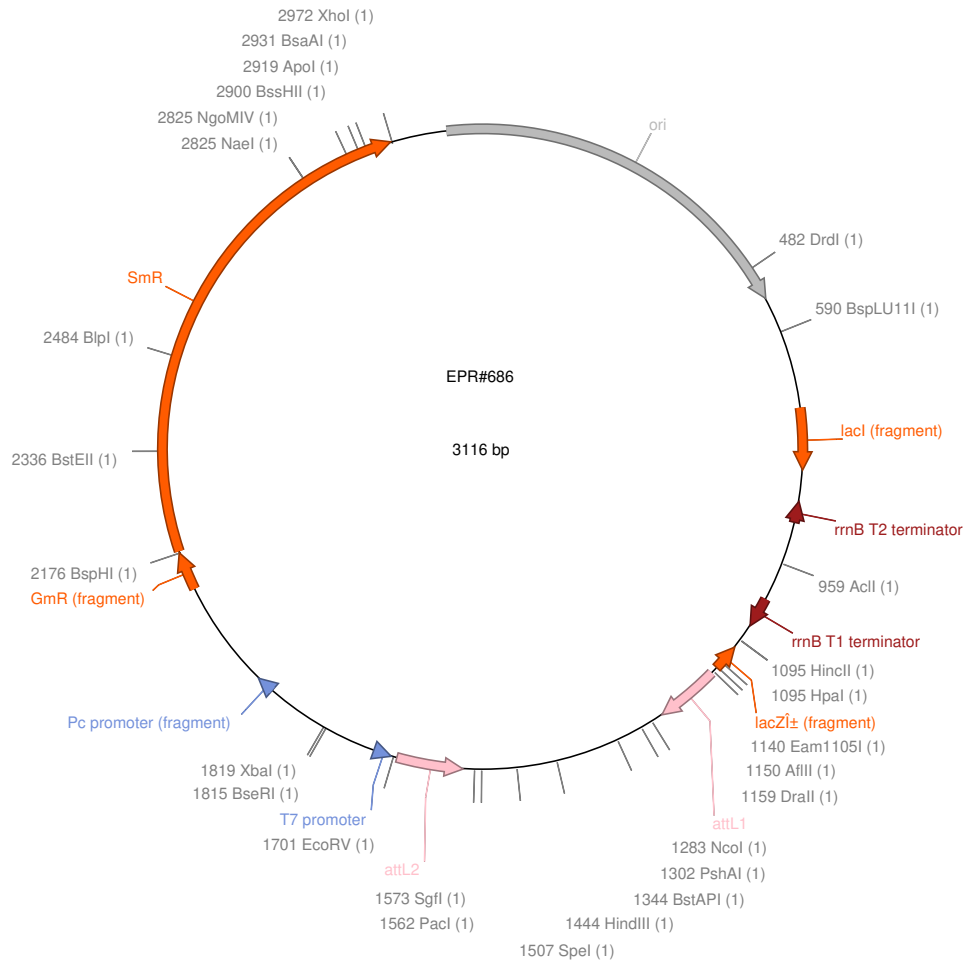 2972 XhoI (1)
2931 BsaAI (1)
2919 ApoI (1)
2900 BssHII (1)
2825 NgoMIV (1)
2825 NaeI (1)
ori
482 DrdI (1)
590 BspLU11I (1)
SmR
2484 BlpI (1)
EPR#686
3116 bp
lacI (fragment)
2336 BstEII (1)
rrnB T2 terminator
2176 BspHI (1)
GmR (fragment)
959 AclI (1)
rrnB T1 terminator
1095 HincII (1)
1095 HpaI (1)
lacZÎ± (fragment)
Pc promoter (fragment)
1140 Eam1105I (1)
1150 AflII (1)
1159 DraII (1)
1819 XbaI (1)
1815 BseRI (1)
T7 promoter
1701 EcoRV (1)
attL1
1283 NcoI (1)
attL2
1302 PshAI (1)
1573 SgfI (1)
1344 BstAPI (1)
1562 PacI (1)
1444 HindIII (1)
1507 SpeI (1)